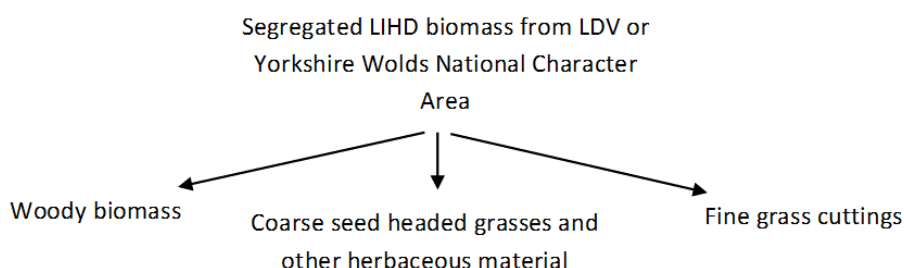 Segregated LIHD biomass from LDV or
Yorkshire Wolds National Character
Area
Woody biomass
Coarse seed headed grasses and
other herbaceous material
Fine grass cuttings